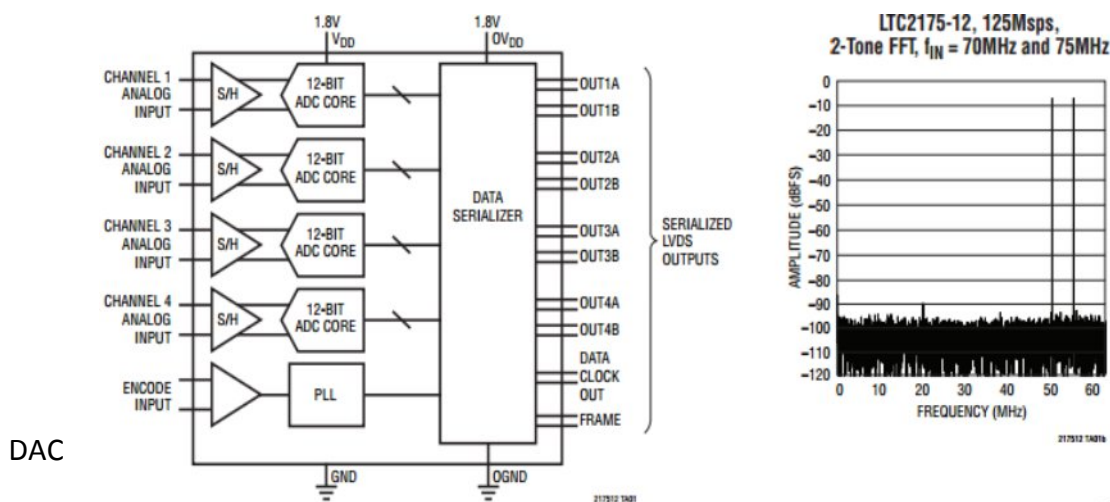 1.8V
VDD
1.8V
OVDD
CHANNEL 1
ANALOG
INPUT
S/H
12-BIT
ADC CORE
OUT1A
OUT1B
CHANNEL 2
ANALOG
INPUT
S/H
12-BIT
ADC CORE
OUT2A
OUT2B
DATA
SERIALIZER
SERIALIZED
LVDS
OUTPUTS
CHANNEL 3
ANALOG
INPUT
S/H
12-BIT
ADC CORE
OUT3A
OUT3B
CHANNEL 4
ANALOG
INPUT
S/H
12-BIT
ADC CORE
OUT4A
OUT4B
ENCODE
INPUT
PLL
DATA
CLOCK
OUT
FRAME
GND
OGND
217512 TA01
DAC
LTC2175-12, 125Msps,
2-Tone FFT, fIN = 70MHz and 75MHz
AMPLITUDE (dBFS)
0
–10
–20
–30
–40
–50
–60
–70
–80
–90
–100
–110
–120
0 10 20 30 40 50 60
FREQUENCY (MHz)
217512 TA01b